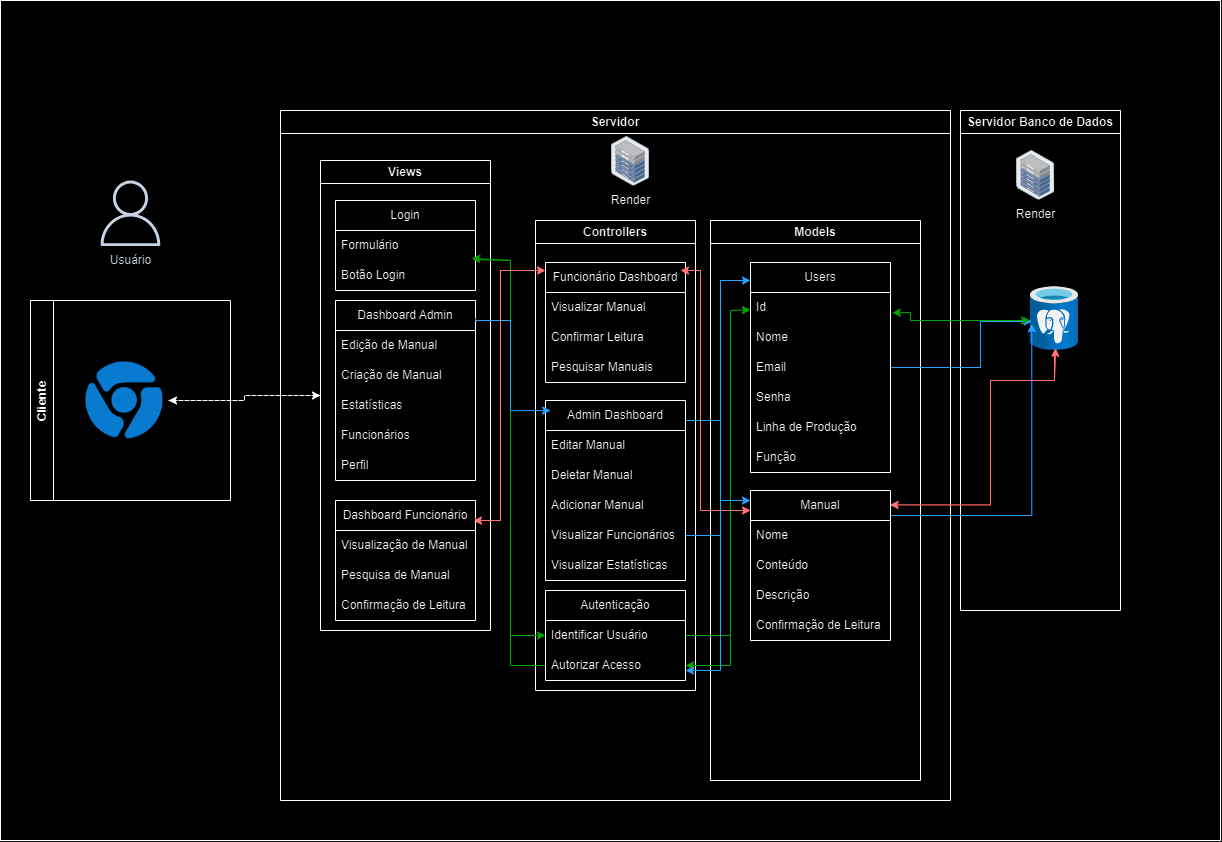 Usuário
Cliente
Servidor
Render
Views
Login
Formulário
Botão Login
Dashboard Admin
Edição de Manual
Criação de Manual
Estatísticas
Funcionários
Perfil
Dashboard Funcionário
Visualização de Manual
Pesquisa de Manual
Confirmação de Leitura
Controllers
Funcionário Dashboard
Visualizar Manual
Confirmar Leitura
Pesquisar Manuais
Admin Dashboard
Editar Manual
Deletar Manual
Adicionar Manual
Visualizar Funcionários
Visualizar Estatísticas
Autenticação
Identificar Usuário
Autorizar Acesso
Models
Users
Id
Nome
Email
Senha
Linha de Produção
Função
Manual
Nome
Conteúdo
Descrição
Confirmação de Leitura
Servidor Banco de Dados
Render